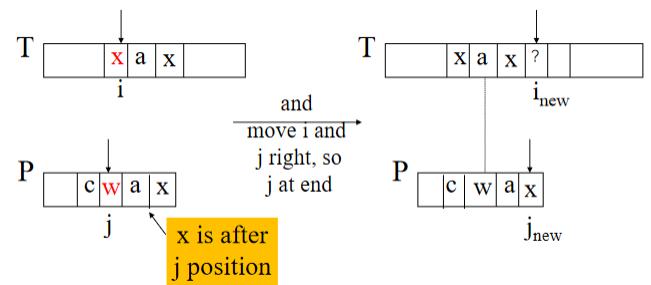 T
x a x
i
P
c w a x
j
x is after
j position
and
move i and
j right, so
j at end
T
x a x ?
i new
P
c w a x
j new